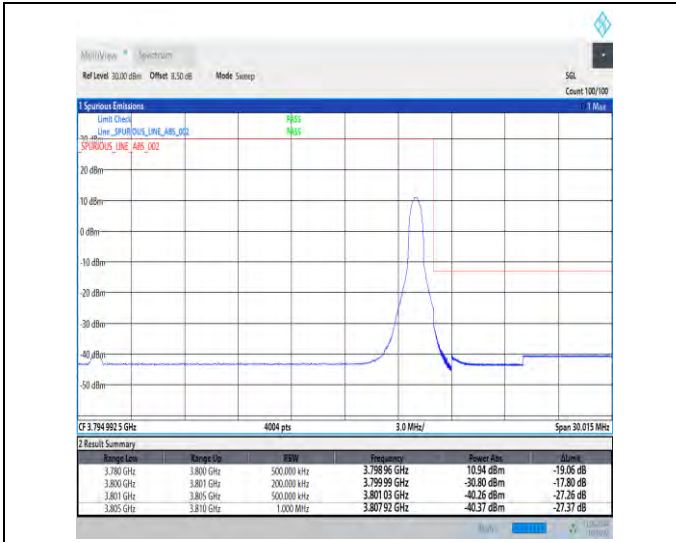 MultiView Spectrum
Ref Level 30.00 dBm Offset 8.50 dB Mode Sweep SGL
Count 100/100
1 Spurious Emissions 1 Max
Limit Check PASS
Line _SPURIOUS_LINE_ABS_002 PASS
_SPURIOUS_LINE_ABS_002
20 dBm
10 dBm
0 dBm
-10 dBm
-20 dBm
-30 dBm
-40 dBm
-50 dBm
CF 3.794 992 5 GHz 4004 pts 3.0 MHz/ Span 30.015 MHz
2 Result Summary
Range Low Range Up RBW Frequency Power Abs ΔLimit
3.780 GHz 3.800 GHz 500.000 kHz 3.798 96 GHz 10.94 dBm -19.06 dB
3.800 GHz 3.801 GHz 200.000 kHz 3.799 99 GHz -30.80 dBm -17.80 dB
3.801 GHz 3.805 GHz 500.000 kHz 3.801 03 GHz -40.26 dBm -27.26 dB
3.805 GHz 3.810 GHz 1.000 MHz 3.807 92 GHz -40.37 dBm -27.37 dB